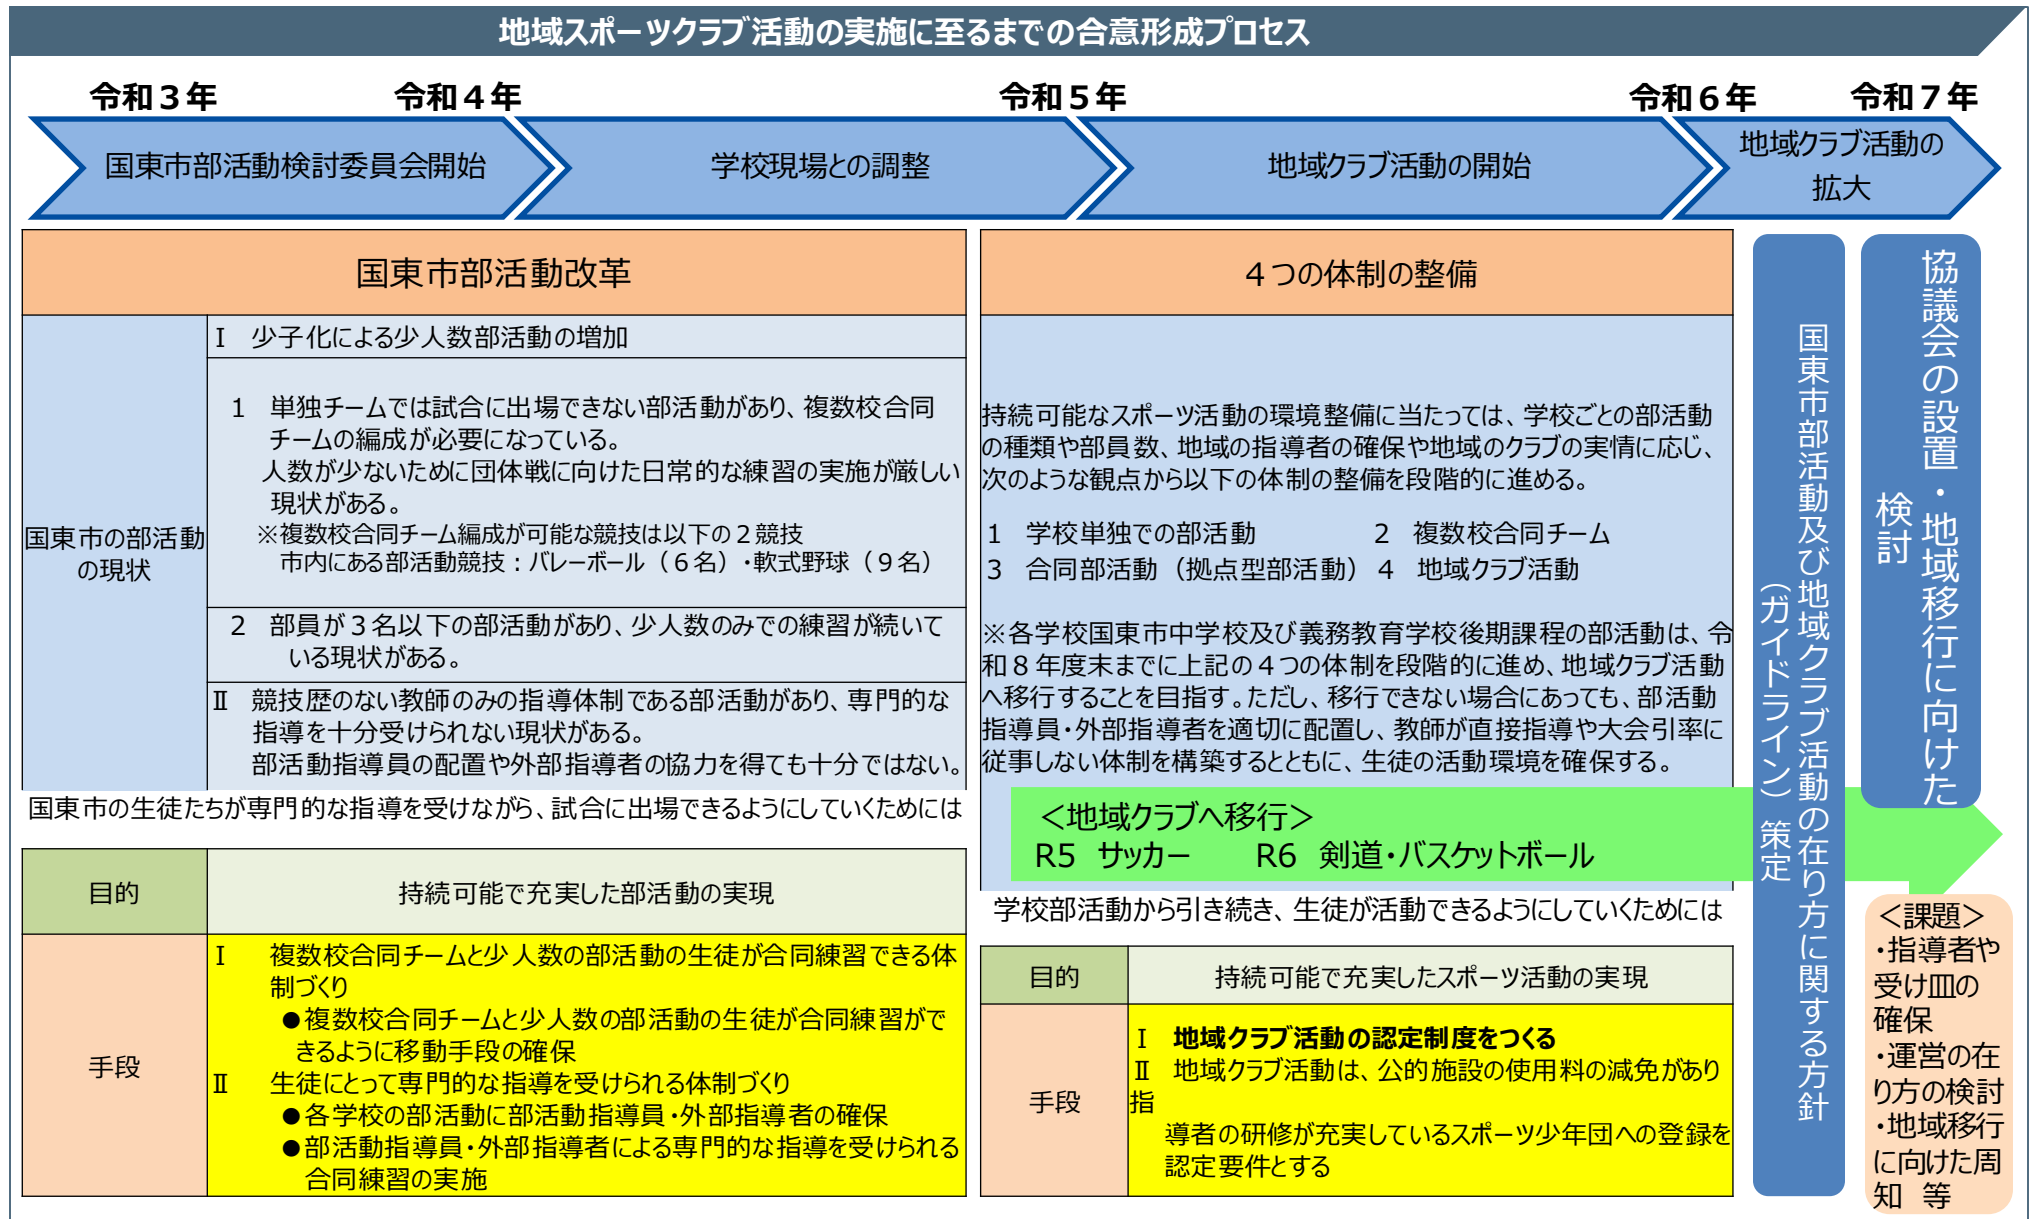 地域スポーツクラブ活動の実施に至るまでの合意形成プロセス
令和３年
令和４年
令和５年
令和６年
令和７年
国東市部活動検討委員会開始
学校現場との調整
地域クラブ活動の開始
地域クラブ活動の
拡大
国東市部活動改革
国東市の部活動
の現状
Ⅰ　少子化による少人数部活動の増加
１　単独チームでは試合に出場できない部活動があり、複数校合同
チームの編成が必要になっている。
人数が少ないために団体戦に向けた日常的な練習の実施が厳しい
現状がある。
※複数校合同チーム編成が可能な競技は以下の２競技
市内にある部活動競技：バレーボール（６名）・軟式野球（９名）
２　部員が３名以下の部活動があり、少人数のみでの練習が続いて
いる現状がある。
Ⅱ　競技歴のない教師のみの指導体制である部活動があり、専門的な
指導を十分受けられない現状がある。
部活動指導員の配置や外部指導者の協力を得ても十分ではない。
国東市の生徒たちが専門的な指導を受けながら、試合に出場できるようにしていくためには
目的
持続可能で充実した部活動の実現
手段
Ⅰ　複数校合同チームと少人数の部活動の生徒が合同練習できる体
制づくり
●複数校合同チームと少人数の部活動の生徒が合同練習がで
きるように移動手段の確保
Ⅱ　生徒にとって専門的な指導を受けられる体制づくり
●各学校の部活動に部活動指導員・外部指導者の確保
●部活動指導員・外部指導者による専門的な指導を受けられる
合同練習の実施
４つの体制の整備
持続可能なスポーツ活動の環境整備に当たっては、学校ごとの部活動
の種類や部員数、地域の指導者の確保や地域のクラブの実情に応じ、
次のような観点から以下の体制の整備を段階的に進める。
１　学校単独での部活動　２　複数校合同チーム
３　合同部活動（拠点型部活動）４　地域クラブ活動
※各学校国東市中学校及び義務教育学校後期課程の部活動は、令
和８年度末までに上記の４つの体制を段階的に進め、地域クラブ活動
へ移行することを目指す。ただし、移行できない場合にあっても、部活動
指導員・外部指導者を適切に配置し、教師が直接指導や大会引率に
従事しない体制を構築するとともに、生徒の活動環境を確保する。
＜地域クラブへ移行＞
R5　サッカー　R6　剣道・バスケットボール
学校部活動から引き続き、生徒が活動できるようにしていくためには
目的
持続可能で充実したスポーツ活動の実現
手段
Ⅰ　地域クラブ活動の認定制度をつくる
Ⅱ　地域クラブ活動は、公的施設の使用料の減免があり
指
導者の研修が充実しているスポーツ少年団への登録を
認定要件とする
国東市部活動及び地域クラブ活動の在り方に関する方針
（ガイドライン）策定
協議会の設置・地域移行に向けた
検討
＜課題＞
・指導者や
受け皿の
確保
・運営の在
り方の検討
・地域移行
に向けた周
知　等